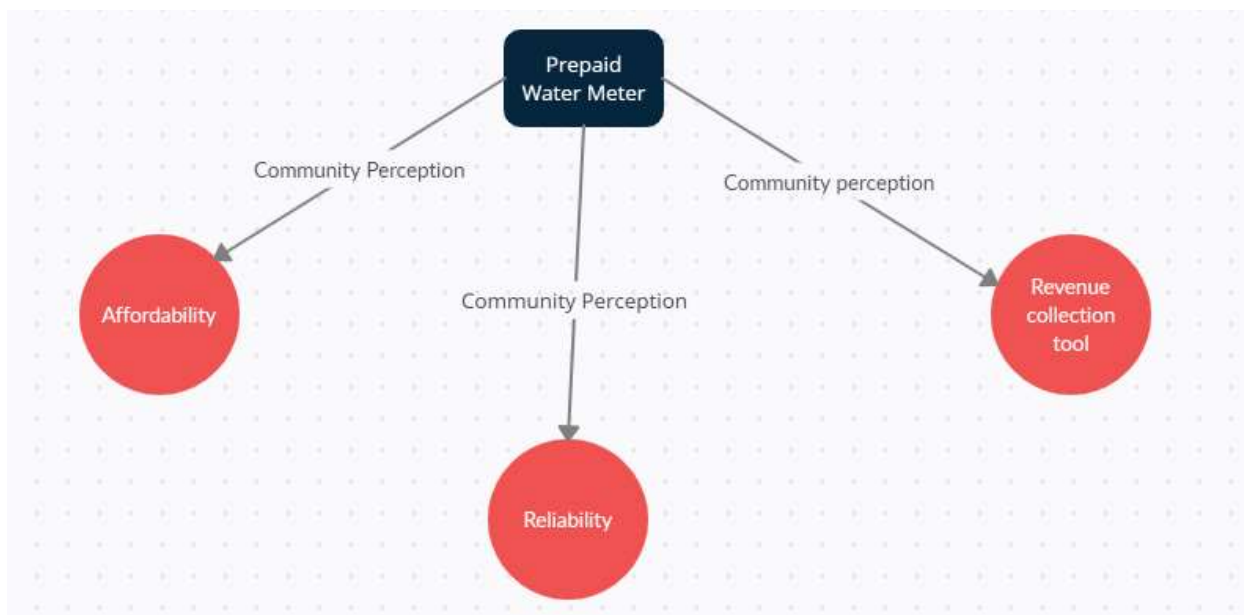 Prepaid
Water Meter
Community Perception
Community perception
Community Perception
Affordability
Revenue
collection
tool
Reliability